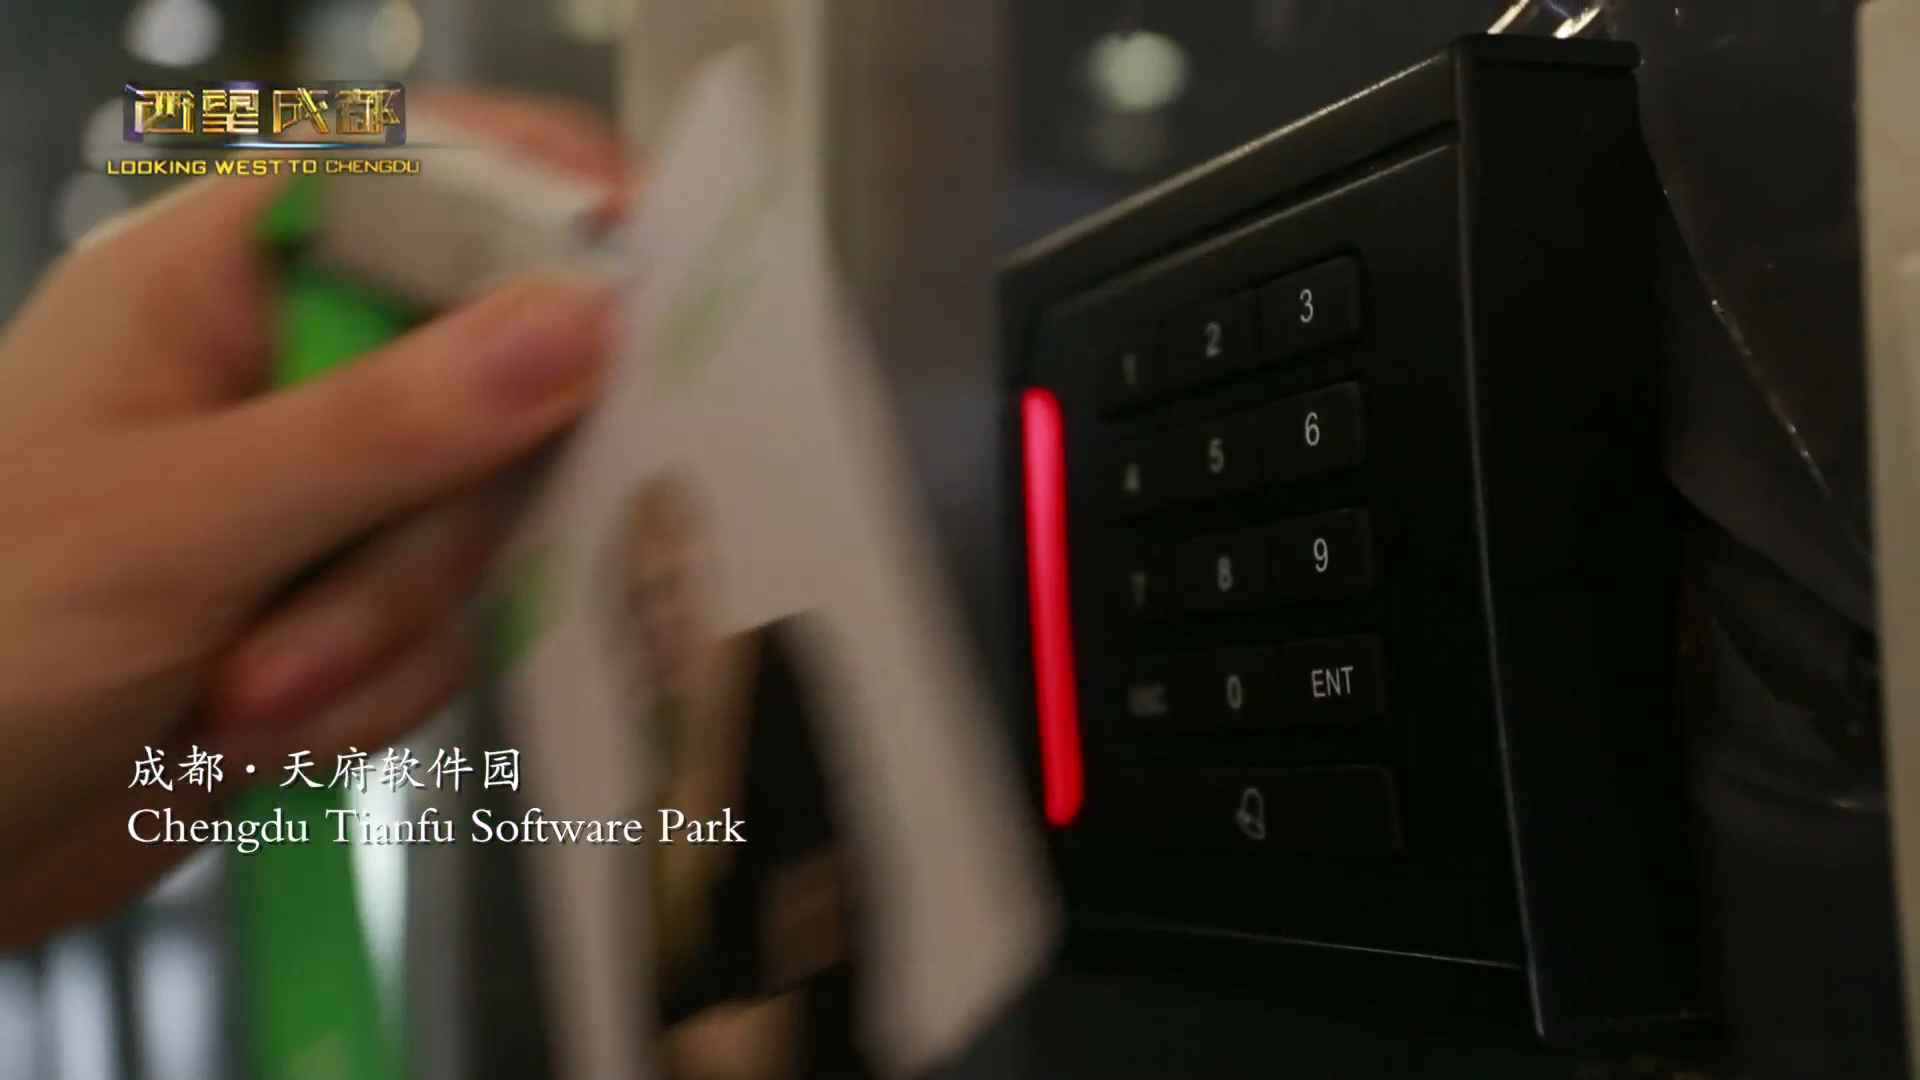 西望成都
LOOKING WEST TO CHENGDU
1 2 3
4 5 6
7 8 9
0 ENT
成都·天府软件园
Chengdu Tianfu Software Park